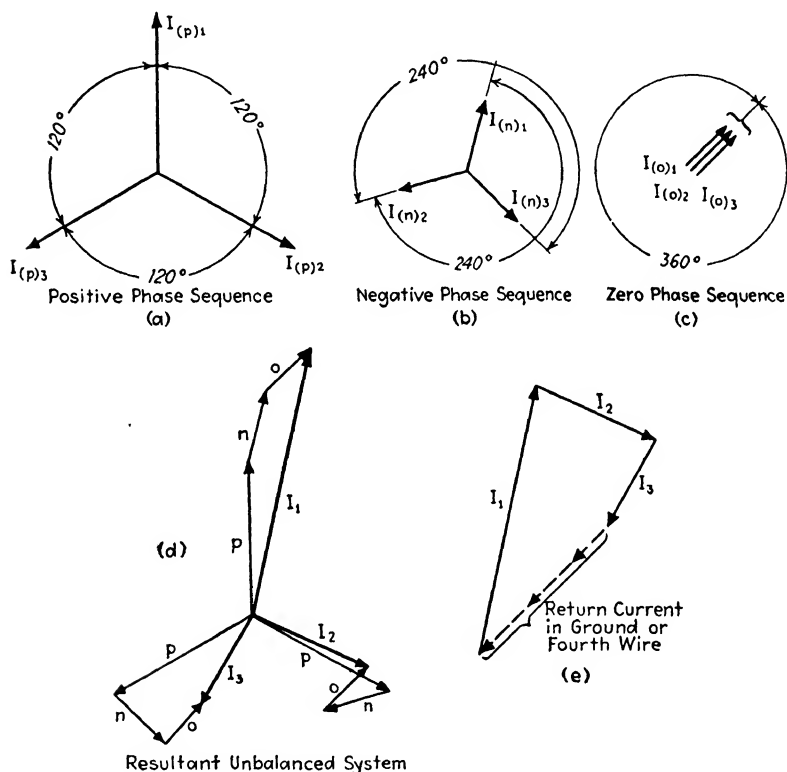 I(p)1
120°
120°
120°
I(p)3
I(p)2
Positive Phase Sequence
(a)
240°
I(n)1
I(n)2
I(n)3
240°
Negative Phase Sequence
(b)
I(o)1
I(o)2
I(o)3
360°
Zero Phase Sequence
(c)
o
n
I1
p
(d)
I2
p
p
I3
o
n
n
o
Resultant Unbalanced System
I2
I1
I3
Return Current
in Ground or
Fourth Wire
(e)